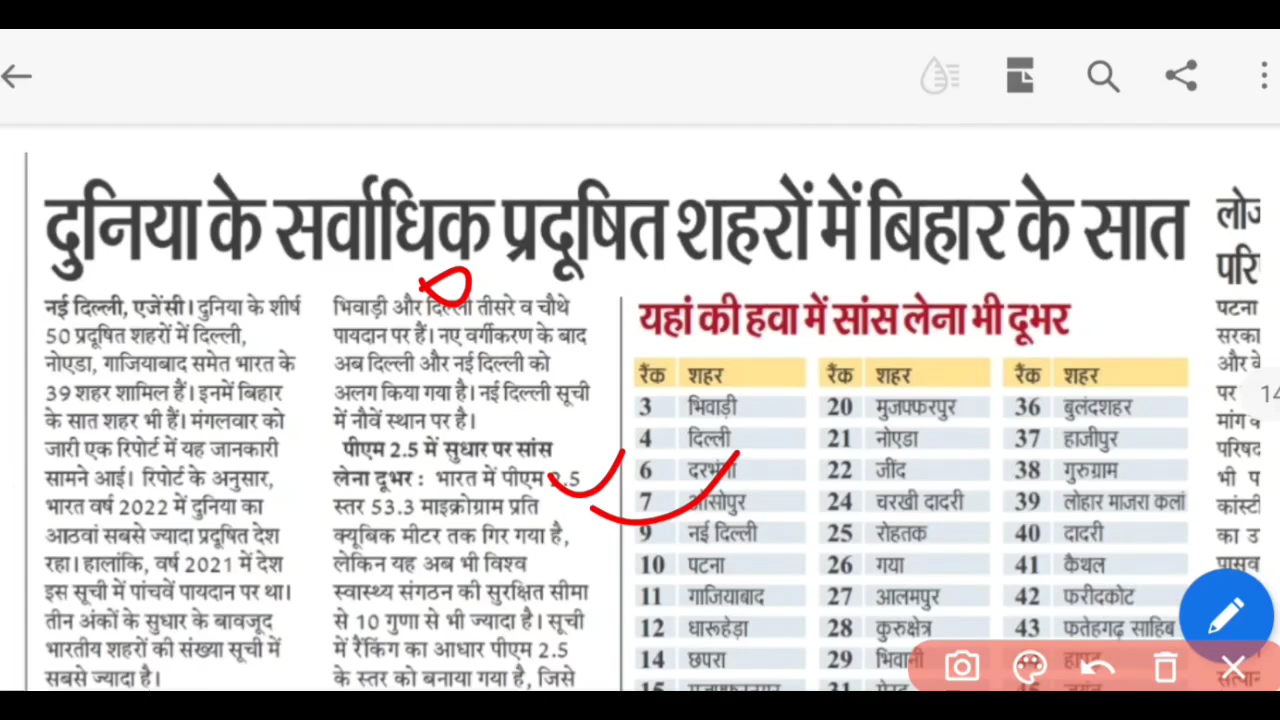 दुनिया के सर्वाधिक प्रदूषित शहरों में बिहार के सात
नई दिल्ली, एजेंसी। दुनिया के शीर्ष
50 प्रदूषित शहरों में दिल्ली,
नोएडा, गाजियाबाद समेत भारत के
39 शहर शामिल हैं। इनमें बिहार
के सात शहर भी हैं। मंगलवार को
जारी एक रिपोर्ट में यह जानकारी
सामने आई। रिपोर्ट के अनुसार,
भारत वर्ष 2022 में दुनिया का
आठवां सबसे ज्यादा प्रदूषित देश
रहा। हालांकि, वर्ष 2021 में देश
इस सूची में पांचवें पायदान पर था।
तीन अंकों के सुधार के बावजूद
भारतीय शहरों की संख्या सूची में
सबसे ज्यादा है।
भिवाड़ी और दिल्ली तीसरे व चौथे
पायदान पर हैं। नए वर्गीकरण के बाद
अब दिल्ली और नई दिल्ली को
अलग किया गया है। नई दिल्ली सूची
में नौवें स्थान पर है।
पीएम 2.5 में सुधार पर सांस
लेना दूभर : भारत में पीएम 2.5
स्तर 53.3 माइक्रोग्राम प्रति
क्यूबिक मीटर तक गिर गया है,
लेकिन यह अब भी विश्व
स्वास्थ्य संगठन की सुरक्षित सीमा
से 10 गुणा से भी ज्यादा है। सूची
में रैंकिंग का आधार पीएम 2.5
के स्तर को बनाया गया है, जिसे
यहां की हवा में सांस लेना भी दूभर
रैंक शहर रैंक शहर रैंक शहर
3 भिवाड़ी 20 मुजफ्फरपुर 36 बुलंदशहर
4 दिल्ली 21 नोएडा 37 हाजीपुर
6 दरभंगा 22 जींद 38 गुरुग्राम
7 ओसोपुर 24 चरखी दादरी 39 लोहार माजरा कलां
9 नई दिल्ली 25 रोहतक 40 दादरी
10 पटना 26 गया 41 कैथल
11 गाजियाबाद 27 आलमपुर 42 फरीदकोट
12 धारूहेड़ा 28 कुरुक्षेत्र 43 फतेहगढ़ साहिब
14 छपरा 29 भिवानी
पटना
सरका
और वे
पर
मांग क
परिषद
भी प
कांस्टि
का उ
14